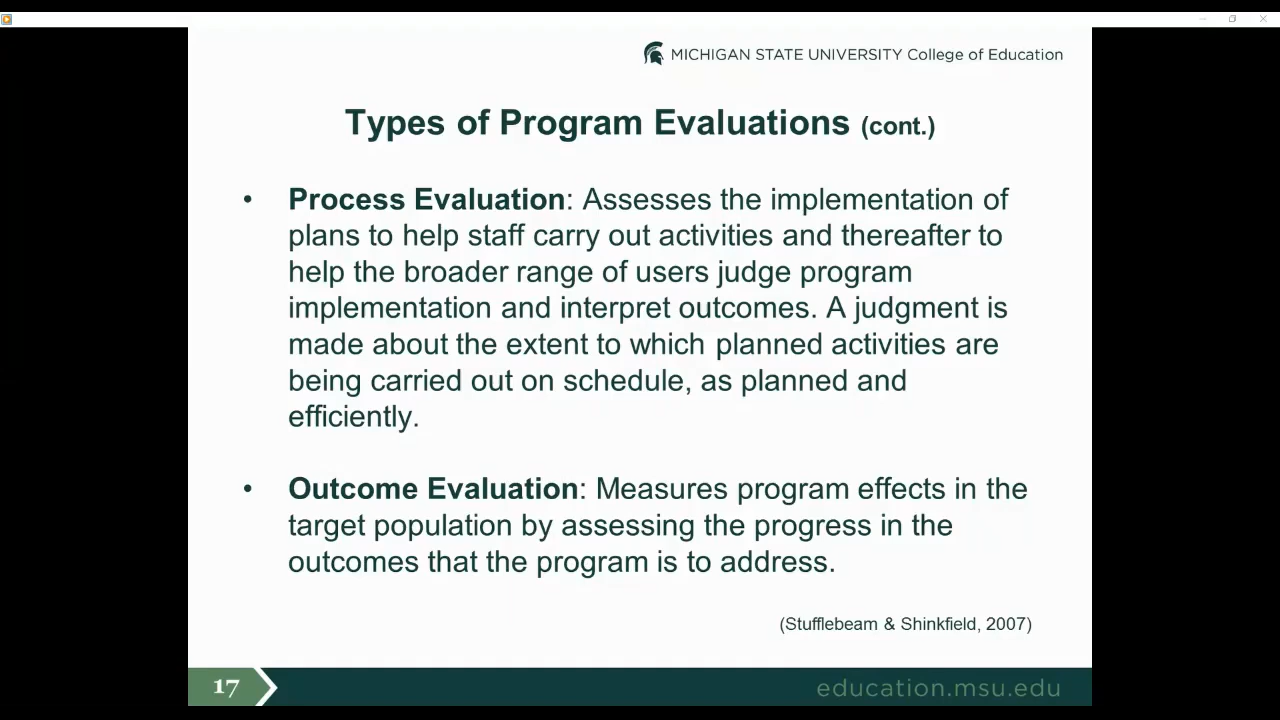 MICHIGAN STATE UNIVERSITY College of Education
Types of Program Evaluations (cont.)
• Process Evaluation: Assesses the implementation of
plans to help staff carry out activities and thereafter to
help the broader range of users judge program
implementation and interpret outcomes. A judgment is
made about the extent to which planned activities are
being carried out on schedule, as planned and
efficiently.
• Outcome Evaluation: Measures program effects in the
target population by assessing the progress in the
outcomes that the program is to address.
(Stufflebeam & Shinkfield, 2007)
17
education.msu.edu